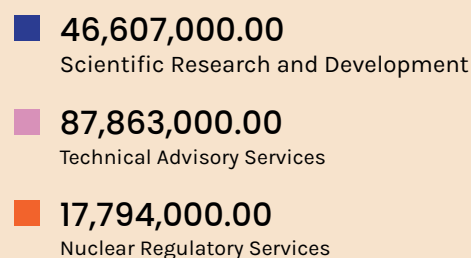 46,607,000.00
Scientific Research and Development
87,863,000.00
Technical Advisory Services
17,794,000.00
Nuclear Regulatory Services